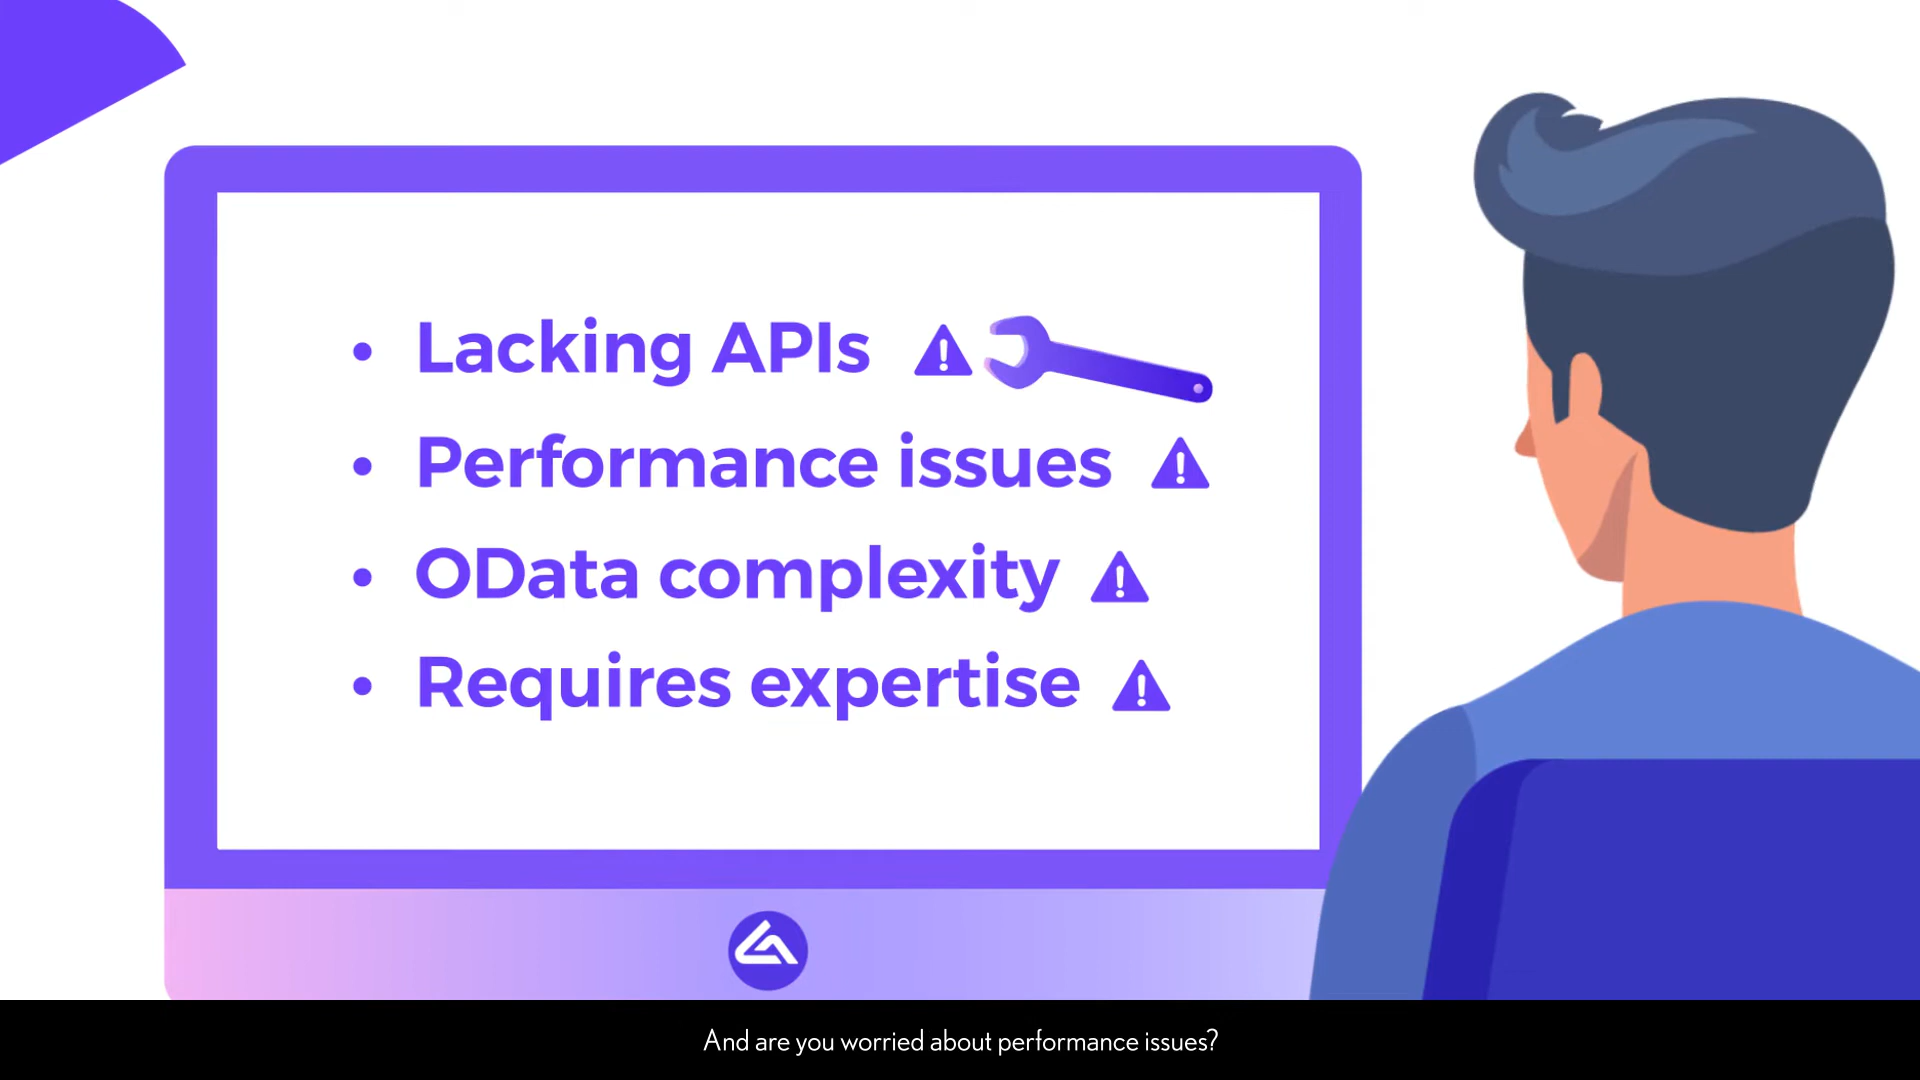 • Lacking APIs
• Performance issues
• OData complexity
• Requires expertise
And are you worried about performance issues?